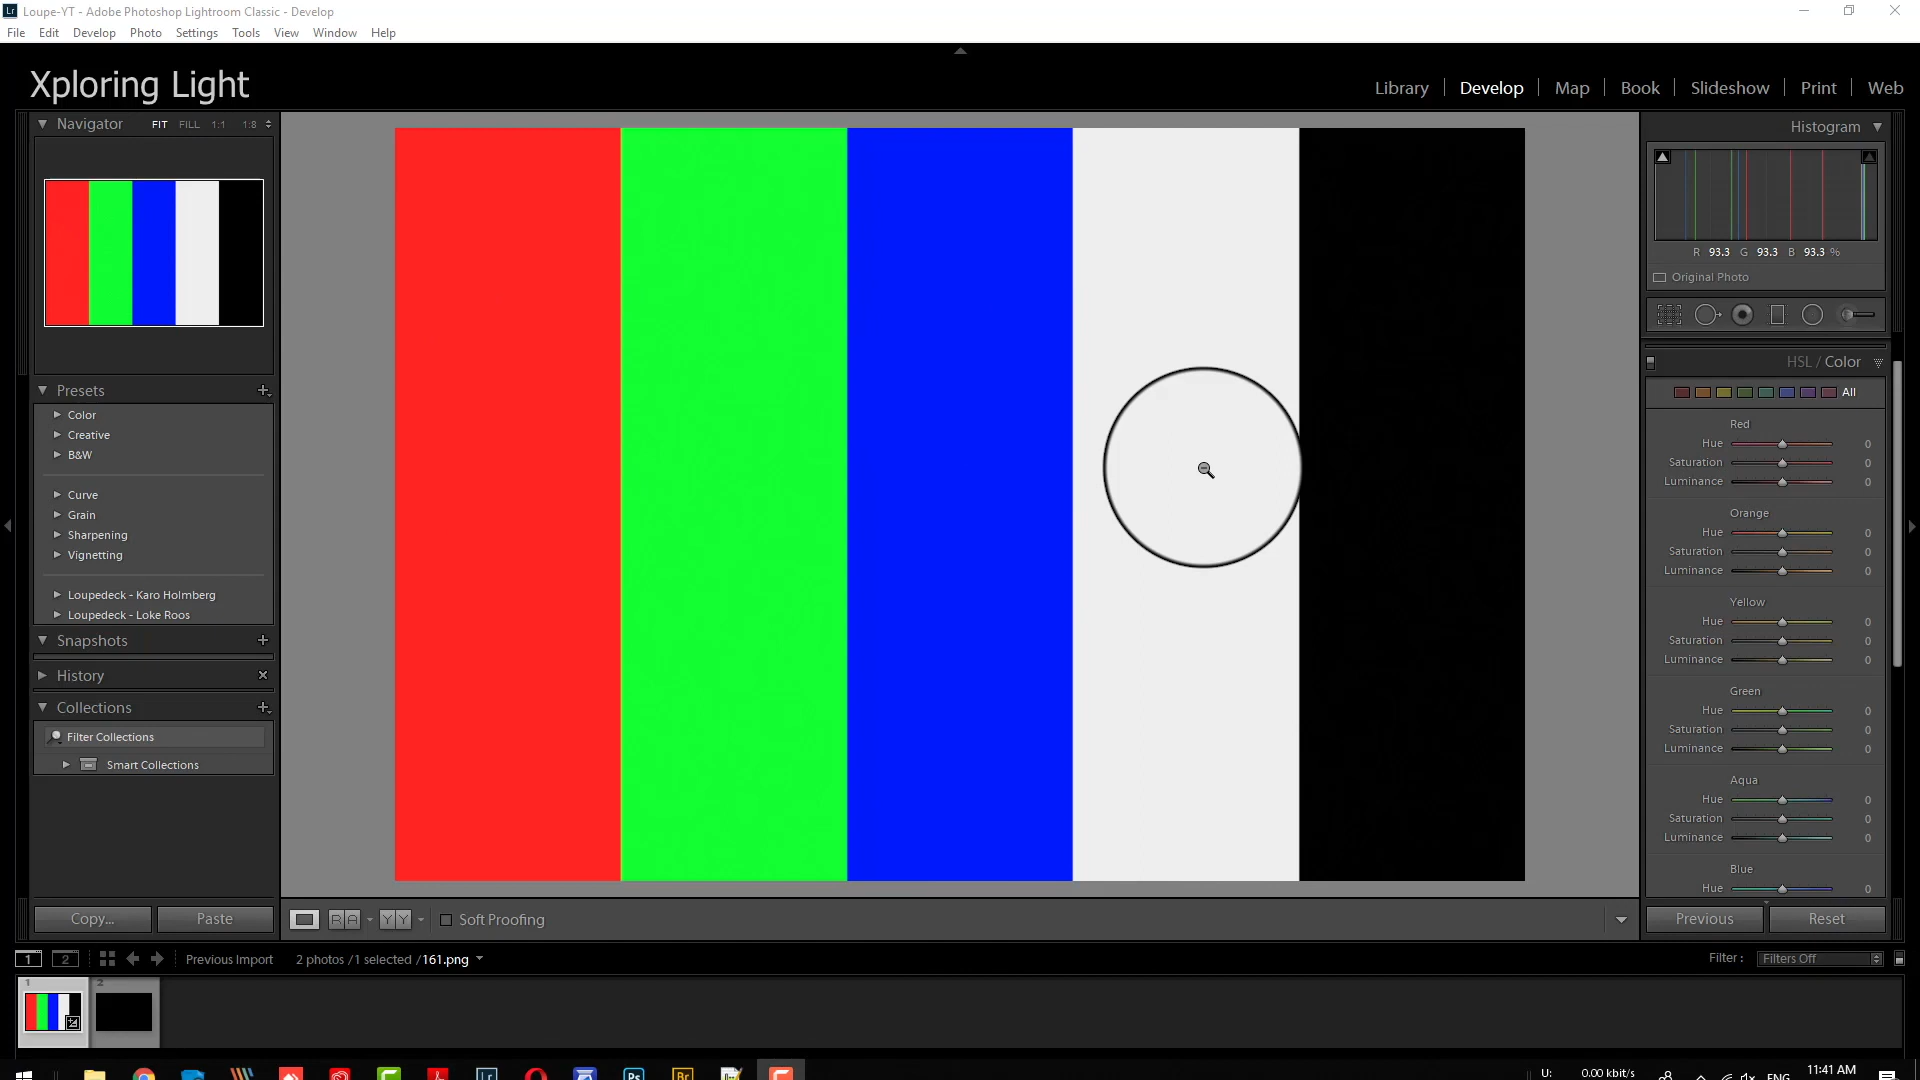 Loupe-YT - Adobe Photoshop Lightroom Classic - Develop
File Edit Develop Photo Settings Tools View Window Help
Xploring Light
Library Develop Map Book Slideshow Print Web
Navigator FIT FILL 1:1 1:8
Presets
Color
Creative
B&W
Curve
Grain
Sharpening
Vignetting
Loupedeck - Karo Holmberg
Loupedeck - Loke Roos
Snapshots
History
Collections
Filter Collections
Smart Collections
Copy... Paste
Soft Proofing
Histogram
R 93.3 G 93.3 B 93.3 %
Original Photo
HSL / Color
All
Red
Hue 0
Saturation 0
Luminance 0
Orange
Hue 0
Saturation 0
Luminance 0
Yellow
Hue 0
Saturation 0
Luminance 0
Green
Hue 0
Saturation 0
Luminance 0
Aqua
Hue 0
Saturation 0
Luminance 0
Blue
Hue 0
Previous Reset
1 2 Previous Import 2 photos /1 selected /161.png Filter : Filters Off
1 2
Lr Ps Br U: 0.00 kbit/s ENG 11:41 AM